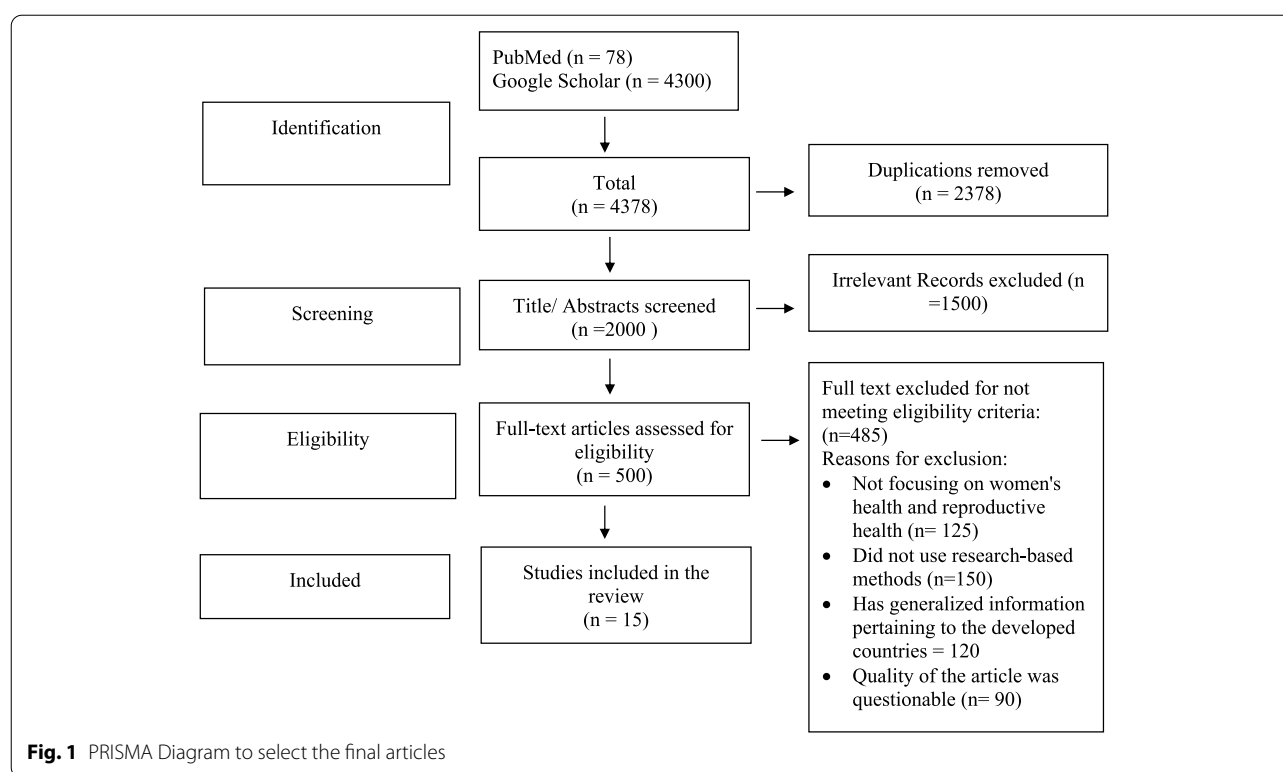 PubMed (n = 78)
Google Scholar (n = 4300)
Identification
Total
(n = 4378)
Duplications removed
(n = 2378)
Screening
Title/ Abstracts screened
(n =2000 )
Irrelevant Records excluded (n
=1500)
Eligibility
Full-text articles assessed for
eligibility
(n = 500)
Full text excluded for not
meeting eligibility criteria:
(n=485)
Reasons for exclusion:
• Not focusing on women's
health and reproductive
health (n= 125)
• Did not use research-based
methods (n=150)
• Has generalized information
pertaining to the developed
countries = 120
• Quality of the article was
questionable (n= 90)
Included
Studies included in the
review
(n = 15)
Fig. 1 PRISMA Diagram to select the final articles